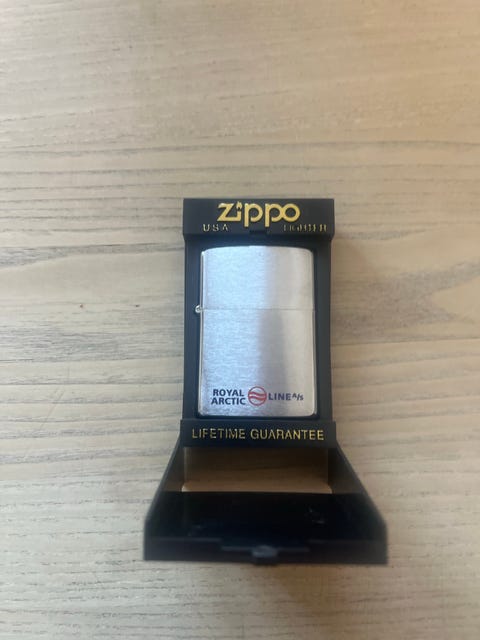 zippo
USA LIGHTER
ROYAL
ARCTIC LINE A/S
LIFETIME GUARANTEE